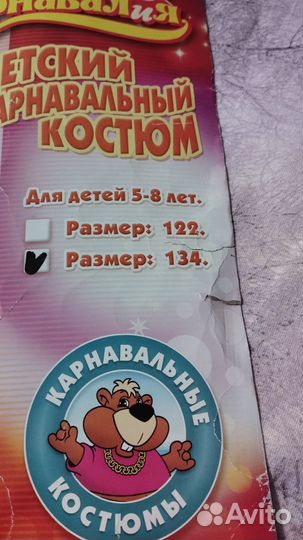 ЕТСКИЙ
АРНАВАЛЬНЫЙ
КОСТЮМ
Для детей 5-8 лет.
Размер: 122.
Размер: 134.
КАРНАВАЛЬНЫЕ
КОСТЮМЫ
Avito